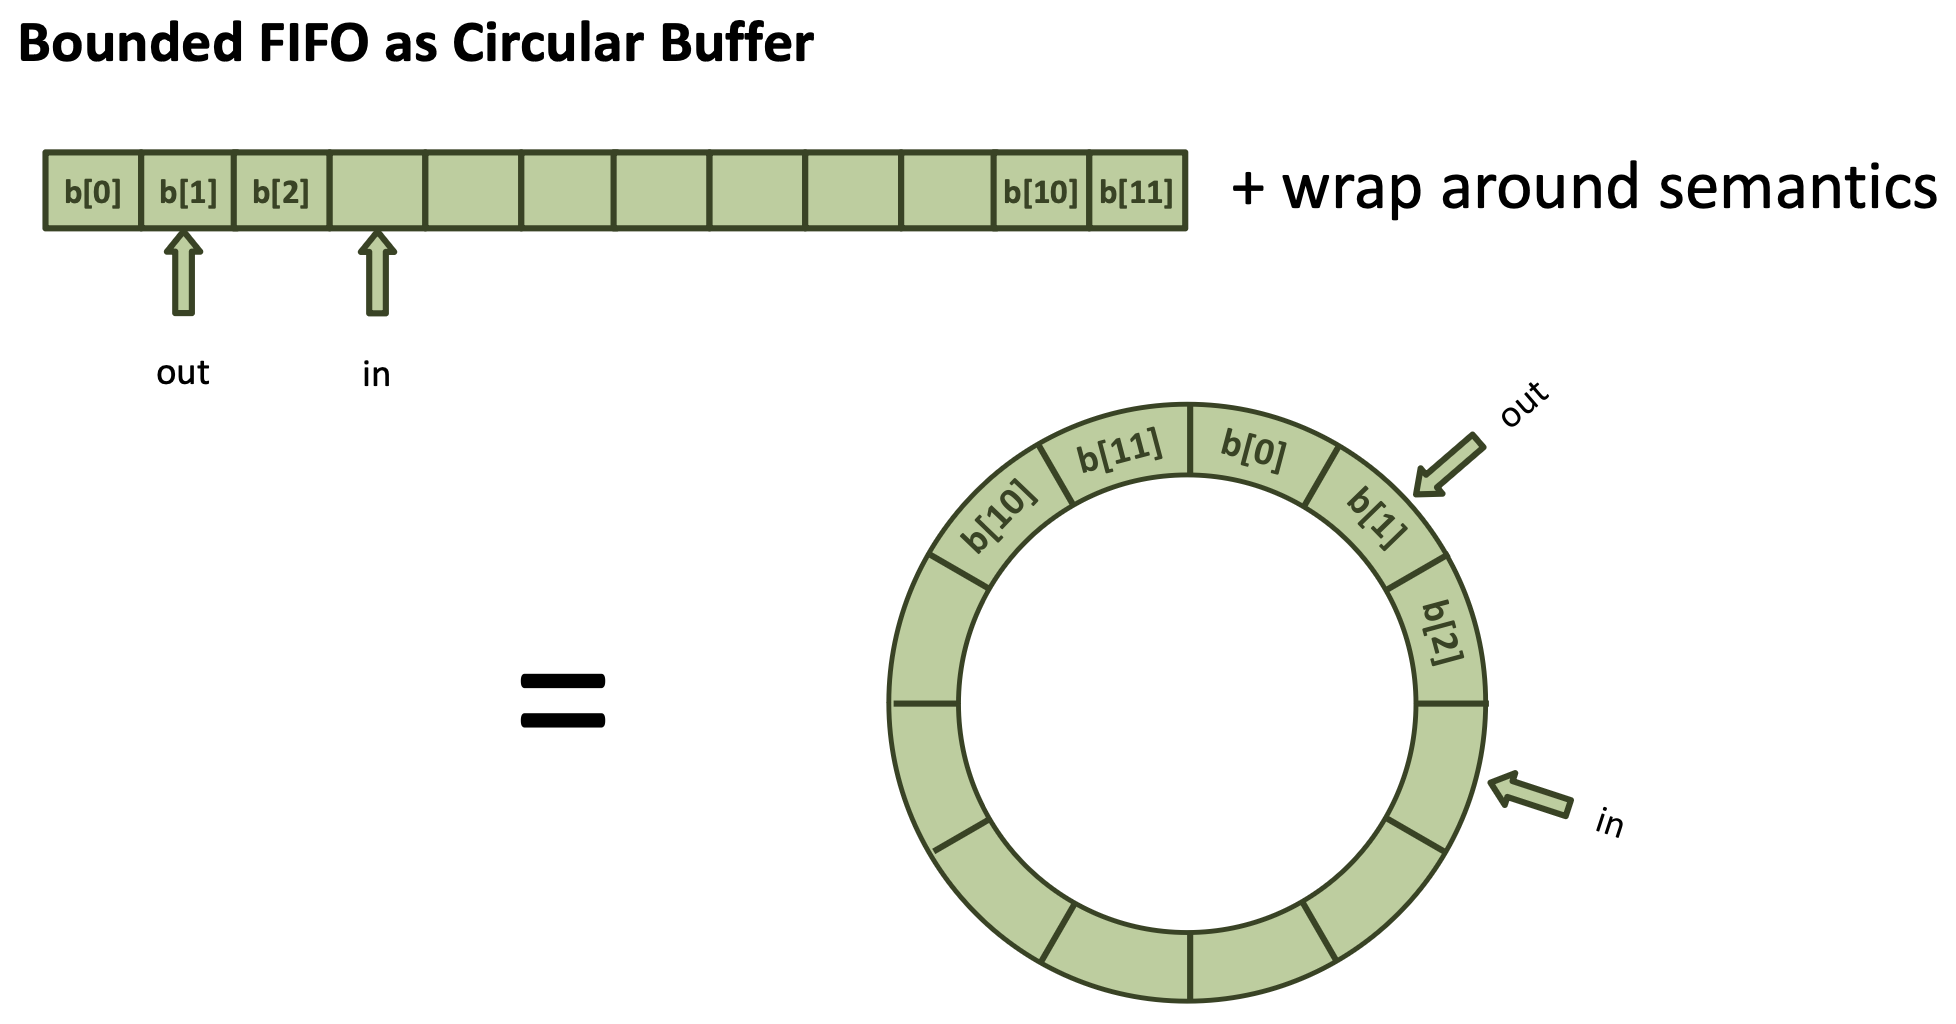 Bounded FIFO as Circular Buffer
b[0] b[1] b[2] b[10] b[11] + wrap around semantics
out in
out
b[11] b[0]
b[10] b[1]
b[2]
=
in